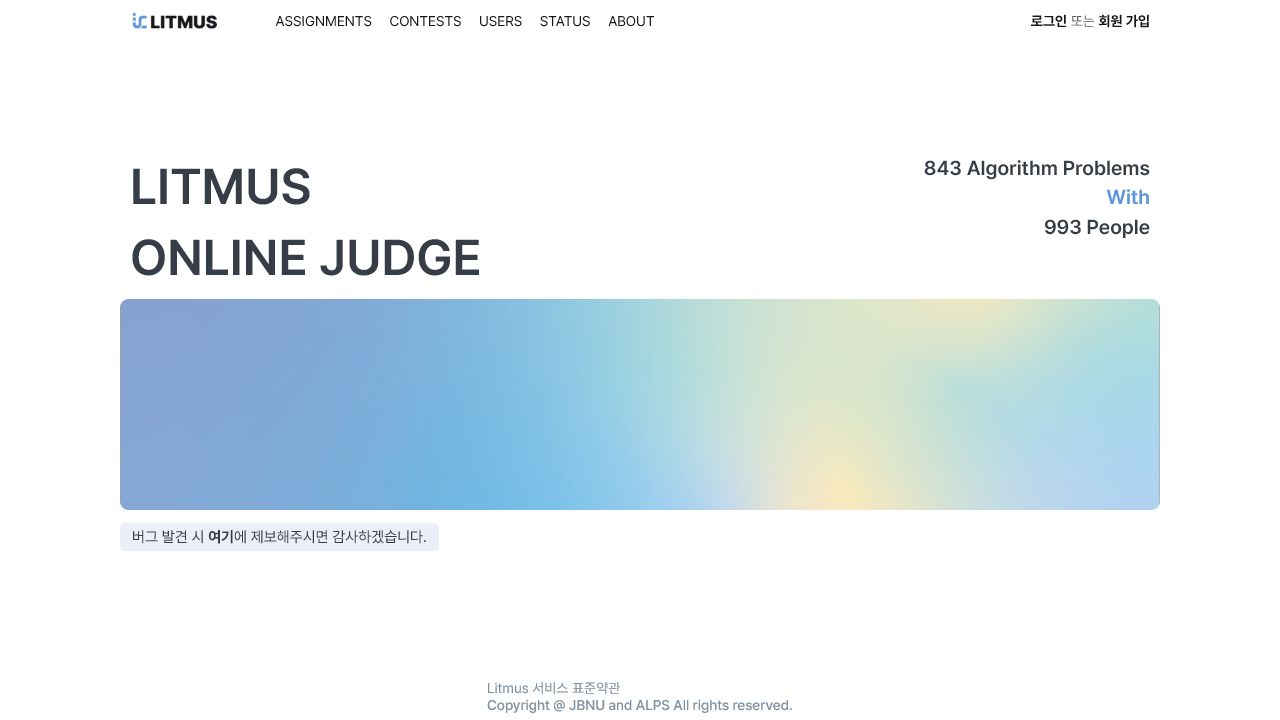 LITMUS ASSIGNMENTS CONTESTS USERS STATUS ABOUT 로그인 또는 회원 가입
LITMUS
ONLINE JUDGE
843 Algorithm Problems
With
993 People
버그 발견 시 여기에 제보해주시면 감사하겠습니다.
Litmus 서비스 표준약관
Copyright @ JBNU and ALPS All rights reserved.